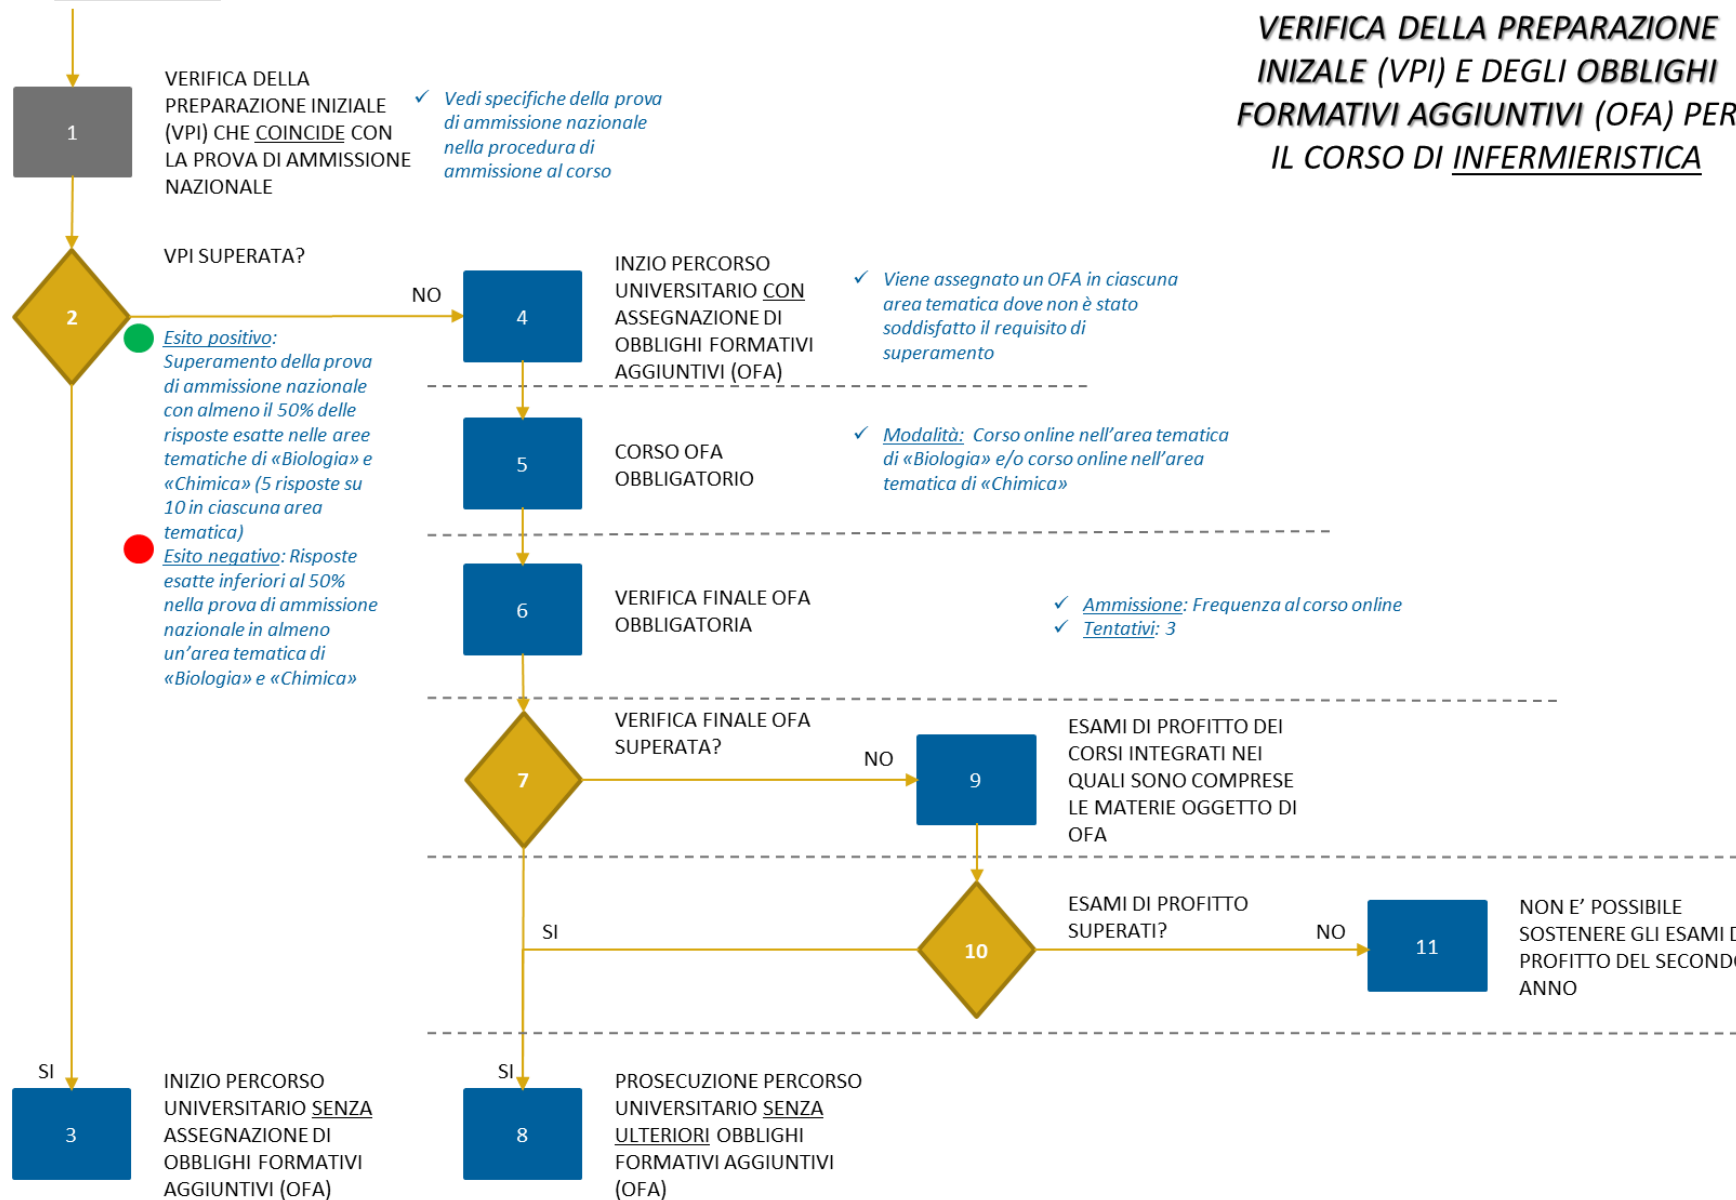 VERIFICA DELLA PREPARAZIONE
INIZALE (VPI) E DEGLI OBBLIGHI
FORMATIVI AGGIUNTIVI (OFA) PER
IL CORSO DI INFERMIERISTICA
1
VERIFICA DELLA
PREPARAZIONE INIZIALE
(VPI) CHE COINCIDE CON
LA PROVA DI AMMISSIONE
NAZIONALE
✓ Vedi specifiche della prova
di ammissione nazionale
nella procedura di
ammissione al corso
2
VPI SUPERATA?
NO
Esito positivo:
Superamento della prova
di ammissione nazionale
con almeno il 50% delle
risposte esatte nelle aree
tematiche di «Biologia» e
«Chimica» (5 risposte su
10 in ciascuna area
tematica)
Esito negativo: Risposte
esatte inferiori al 50%
nella prova di ammissione
nazionale in almeno
un’area tematica di
«Biologia» e «Chimica»
4
INZIO PERCORSO
UNIVERSITARIO CON
ASSEGNAZIONE DI
OBBLIGHI FORMATIVI
AGGIUNTIVI (OFA)
✓ Viene assegnato un OFA in ciascuna
area tematica dove non è stato
soddisfatto il requisito di
superamento
5
CORSO OFA
OBBLIGATORIO
✓ Modalità: Corso online nell’area tematica
di «Biologia» e/o corso online nell’area
tematica di «Chimica»
6
VERIFICA FINALE OFA
OBBLIGATORIA
✓ Ammissione: Frequenza al corso online
✓ Tentativi: 3
7
VERIFICA FINALE OFA
SUPERATA?
NO
9
ESAMI DI PROFITTO DEI
CORSI INTEGRATI NEI
QUALI SONO COMPRESE
LE MATERIE OGGETTO DI
OFA
10
ESAMI DI PROFITTO
SUPERATI?
SI
NO
11
NON E’ POSSIBILE
SOSTENERE GLI ESAMI D
PROFITTO DEL SECONDO
ANNO
SI
3
INIZIO PERCORSO
UNIVERSITARIO SENZA
ASSEGNAZIONE DI
OBBLIGHI FORMATIVI
AGGIUNTIVI (OFA)
SI
8
PROSECUZIONE PERCORSO
UNIVERSITARIO SENZA
ULTERIORI OBBLIGHI
FORMATIVI AGGIUNTIVI
(OFA)